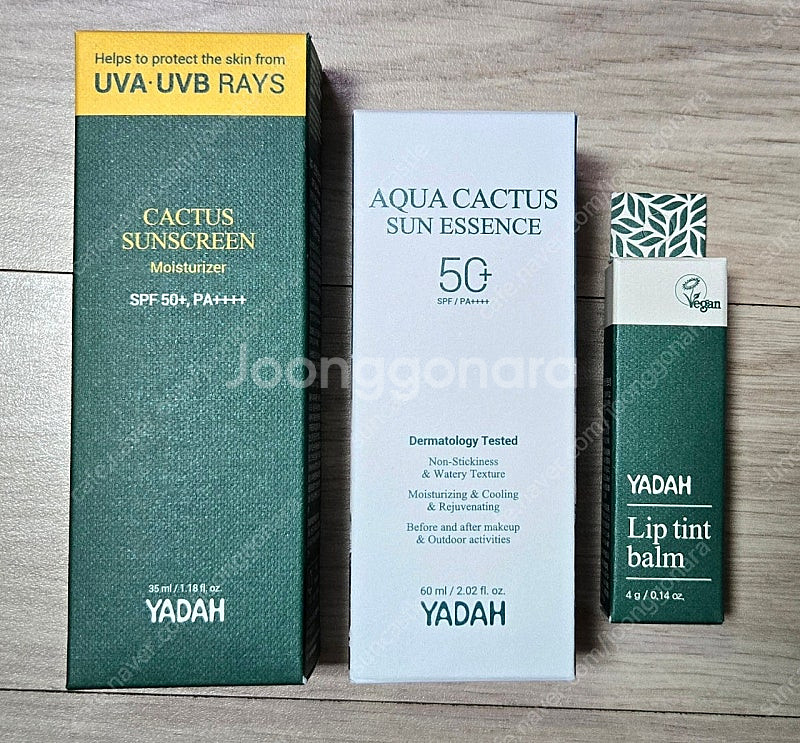 Helps to protect the skin from
UVA·UVB RAYS
CACTUS
SUNSCREEN
Moisturizer
SPF 50+, PA++++
35 ml / 1.18 fl. oz.
YADAH
AQUA CACTUS
SUN ESSENCE
50+
SPF / PA++++
Dermatology Tested
Non-Stickiness
& Watery Texture
Moisturizing & Cooling
& Rejuvenating
Before and after makeup
& Outdoor activities
60 ml / 2.02 fl. oz.
YADAH
Vegan
YADAH
Lip tint
balm
4 g / 0.14 oz.
Joonggonara